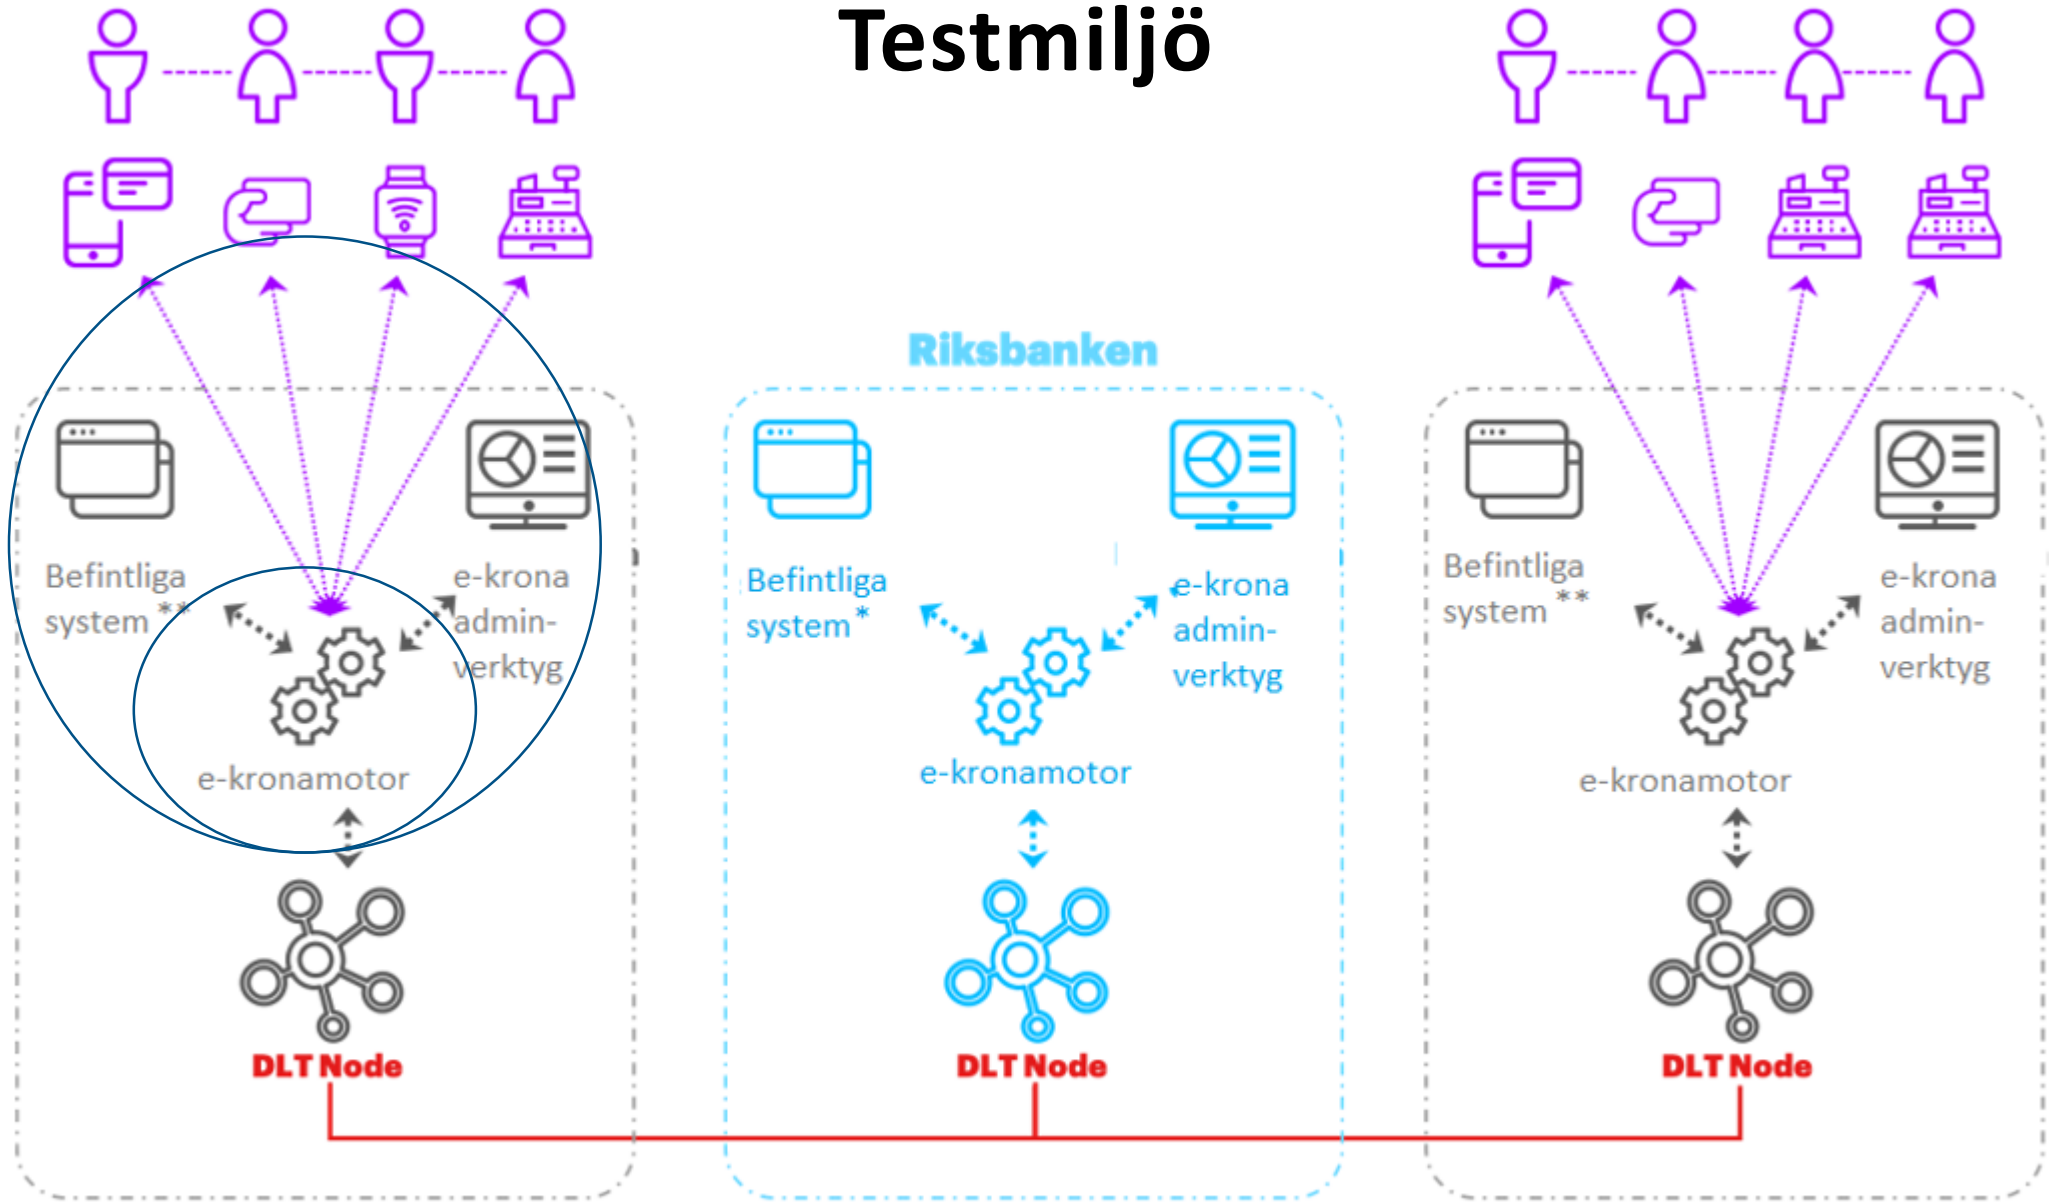 Testmiljö
Riksbanken
Befintliga
system **
e-krona
admin-
verktyg
e-kronamotor
DLT Node
Befintliga
system *
e-krona
admin-
verktyg
e-kronamotor
DLT Node
Befintliga
system **
e-krona
admin-
verktyg
e-kronamotor
DLT Node